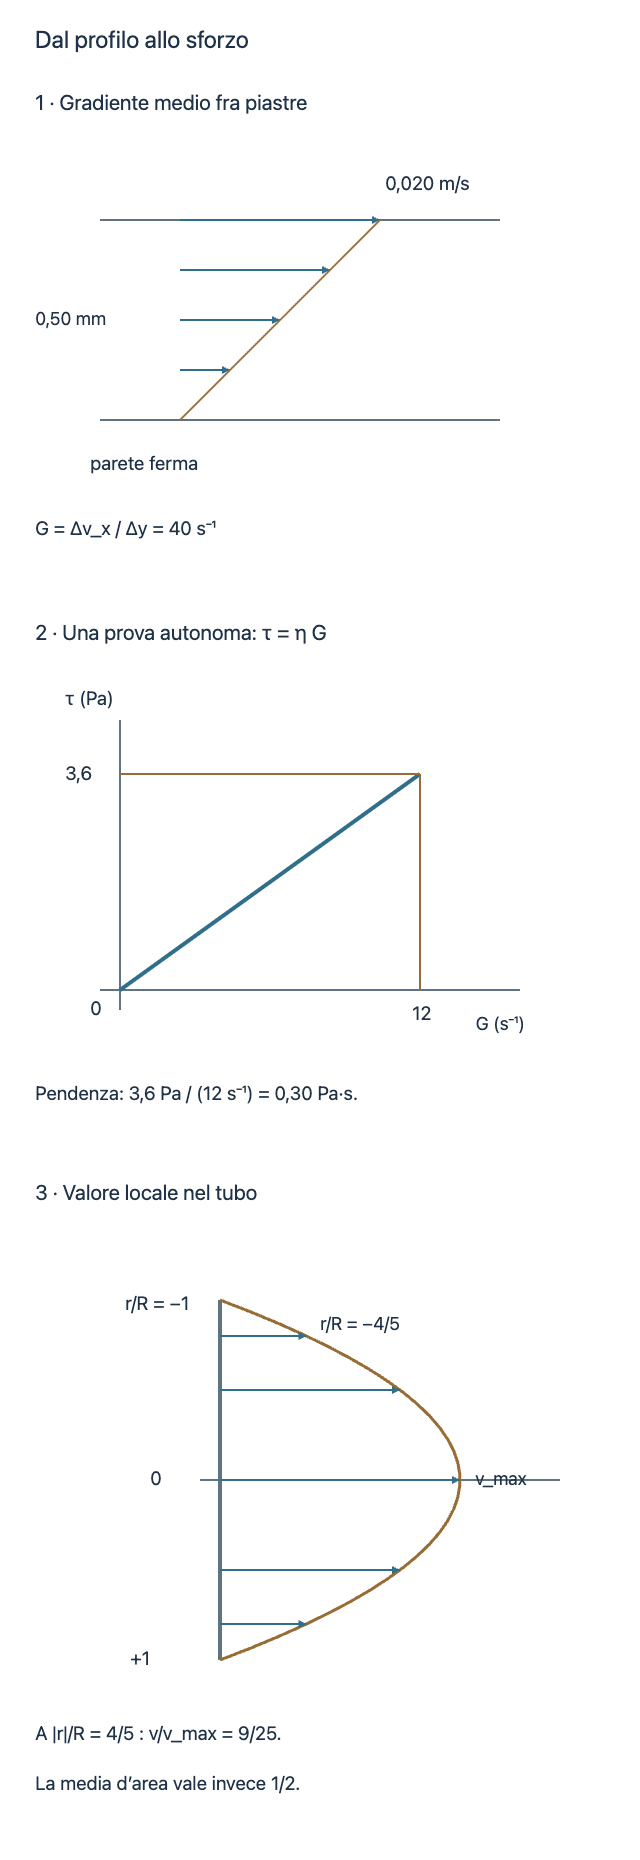 Dal profilo allo sforzo
1 · Gradiente medio fra piastre
0,020 m/s
0,50 mm
parete ferma
G = Δv_x / Δy = 40 s⁻¹
2 · Una prova autonoma: τ = η G
τ (Pa)
3,6
0
12
G (s⁻¹)
Pendenza: 3,6 Pa / (12 s⁻¹) = 0,30 Pa·s.
3 · Valore locale nel tubo
r/R = −1
r/R = −4/5
0
v_max
+1
A |r|/R = 4/5 : v/v_max = 9/25.
La media d’area vale invece 1/2.